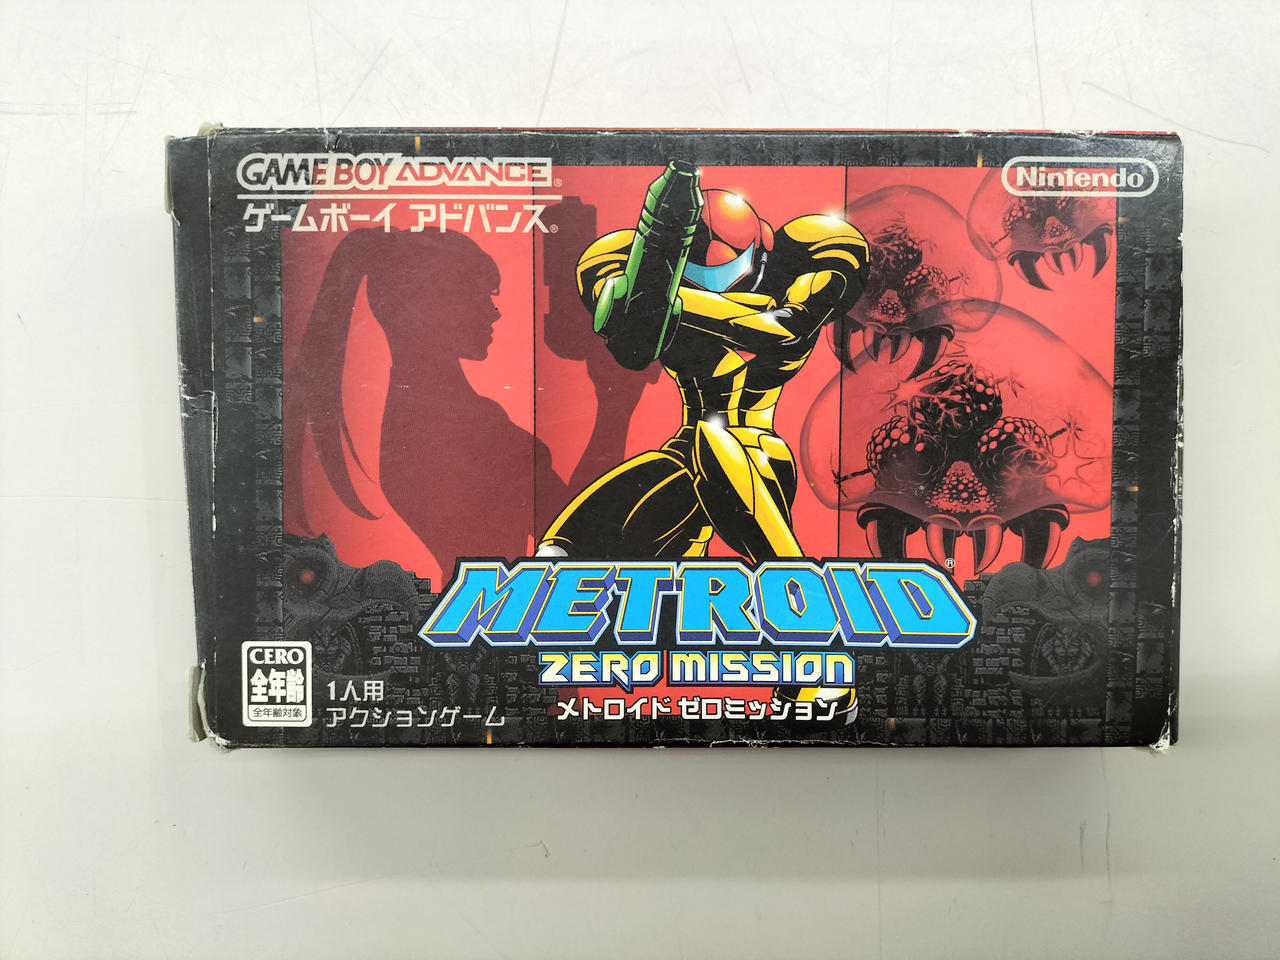 GAME BOY ADVANCE®
ゲームボーイ アドバンス®
Nintendo®
METROID®
ZERO MISSION
メトロイド ゼロミッション
CERO
全年齢
全年齢対象
1人用
アクションゲーム